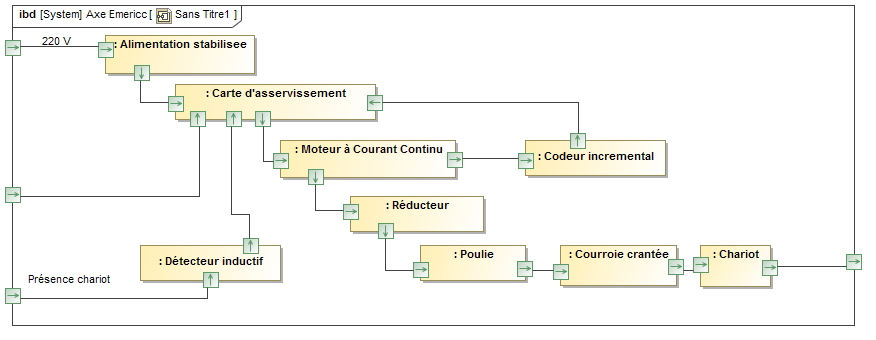 ibd [System] Axe Emericc [ Sans Titre1 ]
220 V
: Alimentation stabilisee
: Carte d'asservissement
: Moteur à Courant Continu
: Codeur incremental
: Réducteur
: Détecteur inductif
: Poulie
: Courroie crantée
: Chariot
Présence chariot